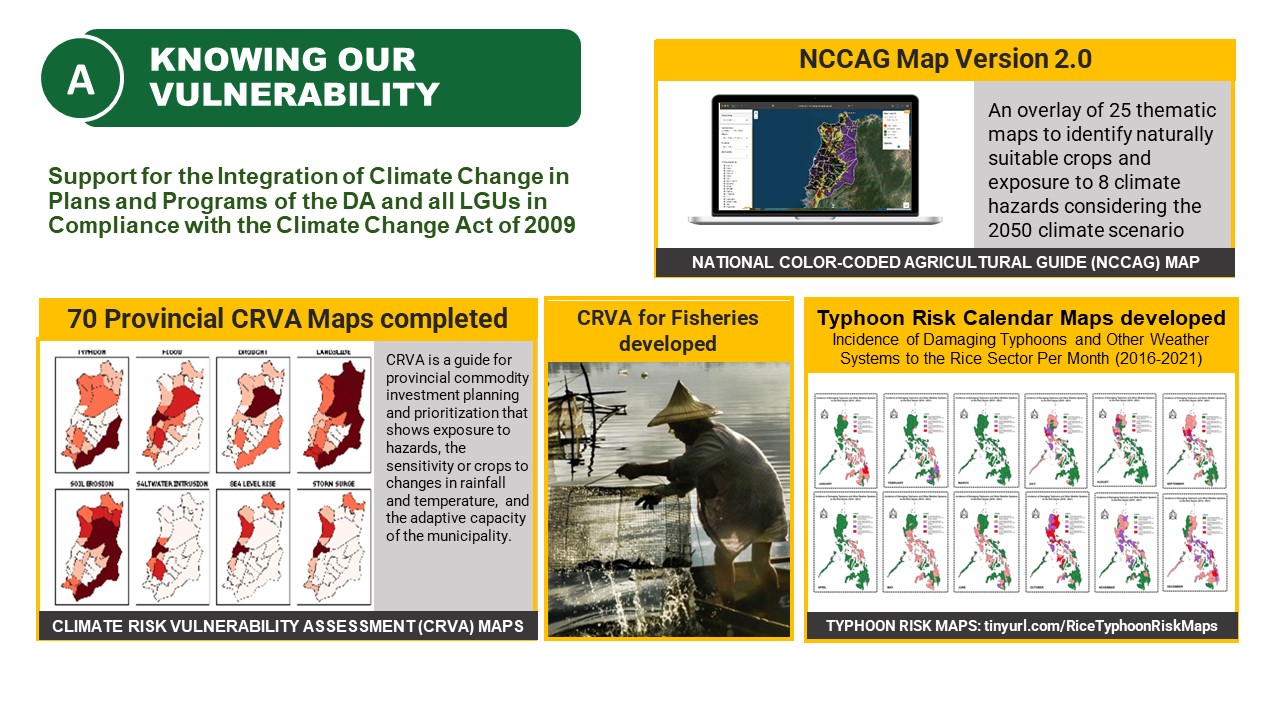 A
KNOWING OUR
VULNERABILITY
Support for the Integration of Climate Change in
Plans and Programs of the DA and all LGUs in
Compliance with the Climate Change Act of 2009
NCCAG Map Version 2.0
An overlay of 25 thematic
maps to identify naturally
suitable crops and
exposure to 8 climate
hazards considering the
2050 climate scenario
NATIONAL COLOR-CODED AGRICULTURAL GUIDE (NCCAG) MAP
70 Provincial CRVA Maps completed
TYPHOON FLOOD DROUGHT LANDSLIDE
SOIL EROSION SALTWATER INTRUSION SEA LEVEL RISE STORM SURGE
CRVA is a guide for
provincial commodity
investment planning
and prioritization that
shows exposure to
hazards, the
sensitivity or crops to
changes in rainfall
and temperature, and
the adaptive capacity
of the municipality.
CLIMATE RISK VULNERABILITY ASSESSMENT (CRVA) MAPS
CRVA for Fisheries
developed
Typhoon Risk Calendar Maps developed
Incidence of Damaging Typhoons and Other Weather
Systems to the Rice Sector Per Month (2016-2021)
JANUARY FEBRUARY MARCH JULY AUGUST SEPTEMBER
APRIL MAY JUNE OCTOBER NOVEMBER DECEMBER
TYPHOON RISK MAPS: tinyurl.com/RiceTyphoonRiskMaps